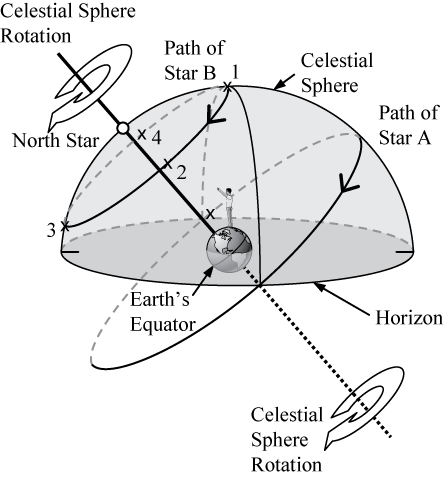 Celestial Sphere
Rotation
Path of
Star B
1
Celestial
Sphere
Path of
Star A
North Star
4
2
3
Earth's
Equator
Horizon
Celestial
Sphere
Rotation